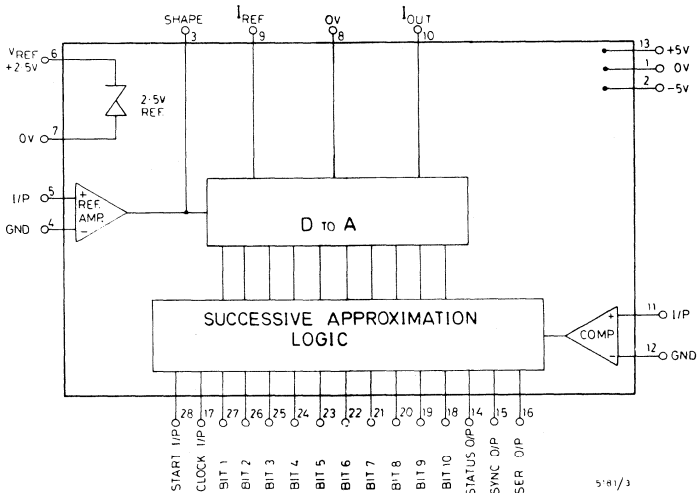 SHAPE
3
I REF
9
0V
8
I OUT
10
VREF
+2·5V
6
2·5V
REF.
0V
7
13 +5V
1 0V
2 -5V
I/P 5
+
REF.
AMP.
-
GND 4
D TO A
SUCCESSIVE APPROXIMATION
LOGIC
+
COMP
-
11 I/P
12 GND
28 17 27 26 25 24 23 22 21 20 19 18 14 15 16
START I/P
CLOCK I/P
BIT 1
BIT 2
BIT 3
BIT 4
BIT 5
BIT 6
BIT 7
BIT 8
BIT 9
BIT 10
STATUS O/P
SYNC O/P
SER O/P
5181/3